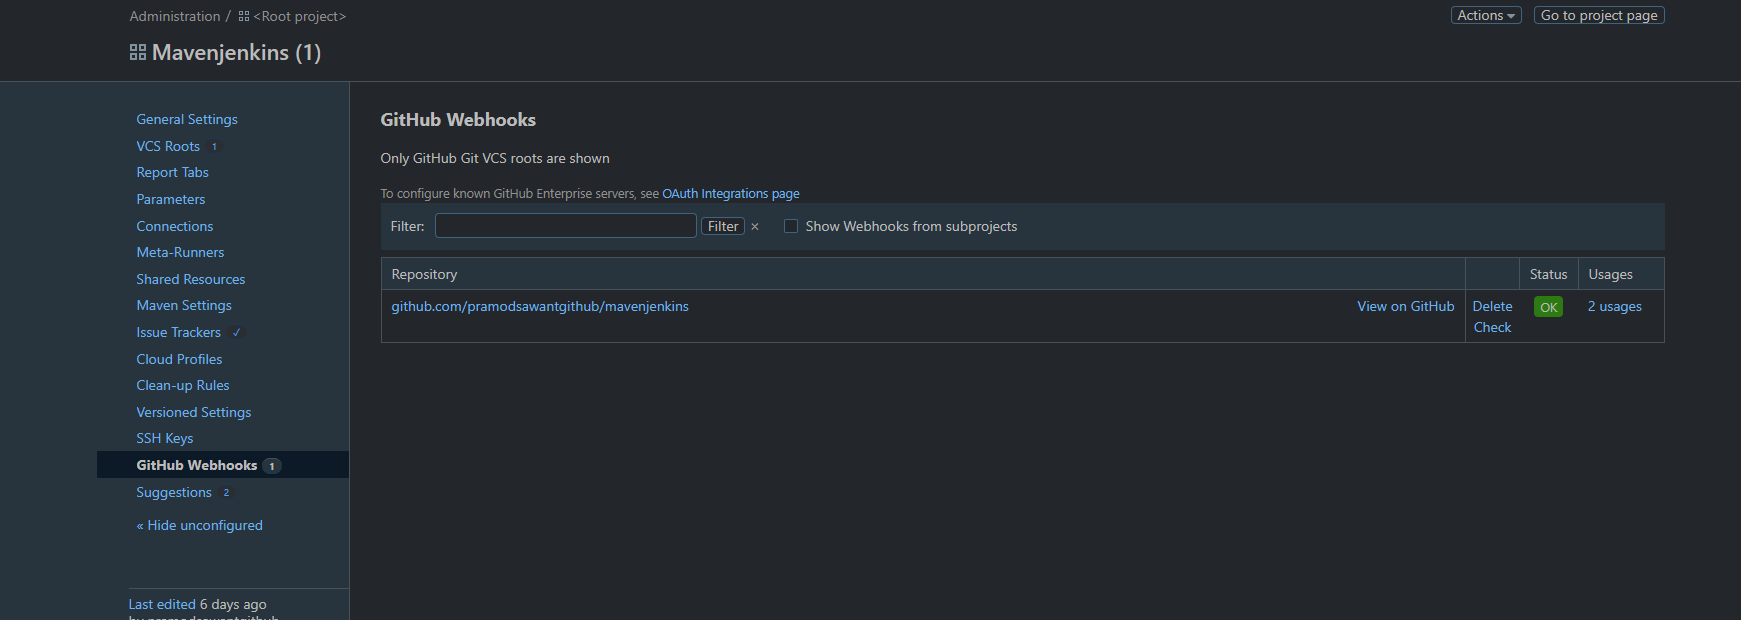 Administration / <Root project>
Actions
Go to project page
Mavenjenkins (1)
General Settings
VCS Roots 1
Report Tabs
Parameters
Connections
Meta-Runners
Shared Resources
Maven Settings
Issue Trackers ✓
Cloud Profiles
Clean-up Rules
Versioned Settings
SSH Keys
GitHub Webhooks 1
Suggestions 2
« Hide unconfigured
Last edited 6 days ago
by pramodsawantgithub
GitHub Webhooks
Only GitHub Git VCS roots are shown
To configure known GitHub Enterprise servers, see OAuth Integrations page
Filter: Filter × Show Webhooks from subprojects
Repository Status Usages
github.com/pramodsawantgithub/mavenjenkins View on GitHub Delete OK 2 usages
Check